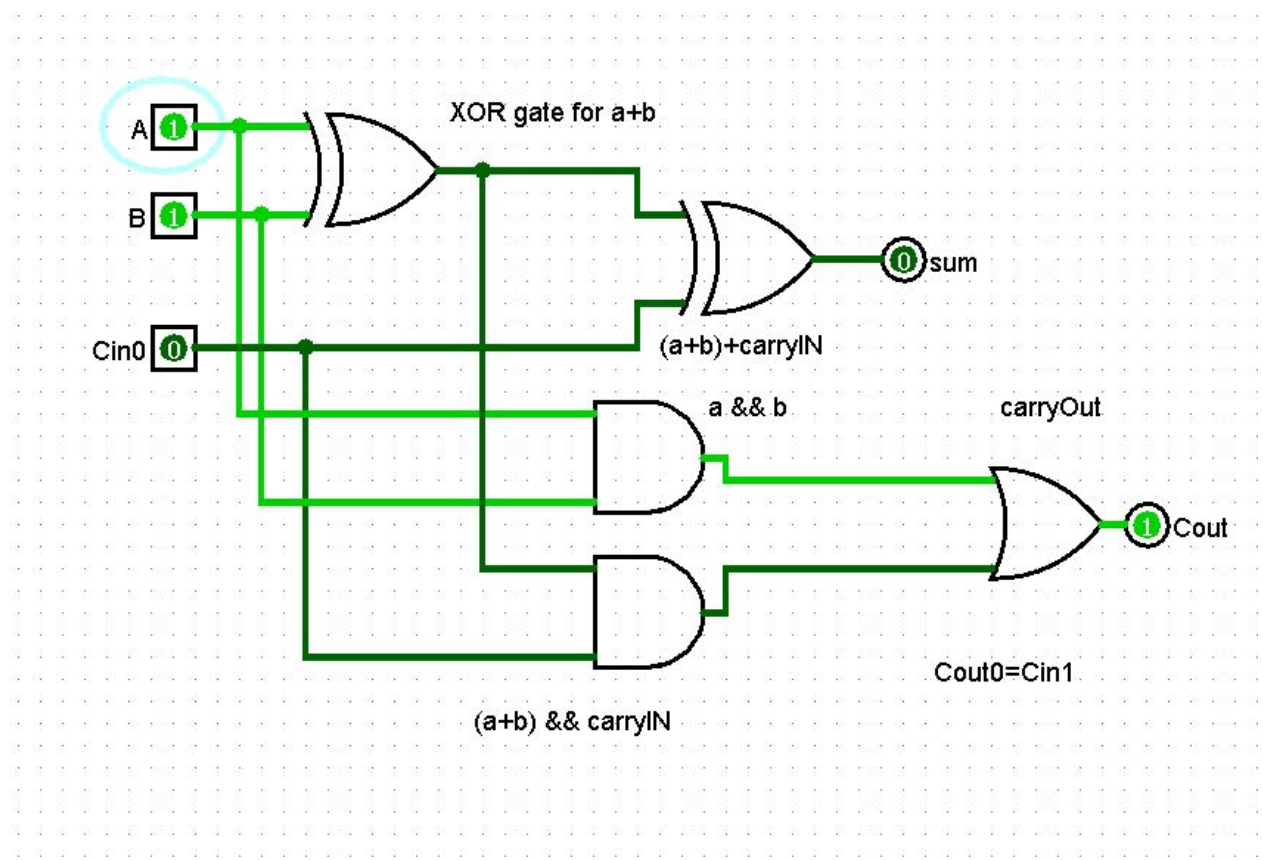 XOR gate for a+b
A 1
B 1
0 sum
Cin0 0
(a+b)+carryIN
a && b
carryOut
1 Cout
Cout0=Cin1
(a+b) && carryIN